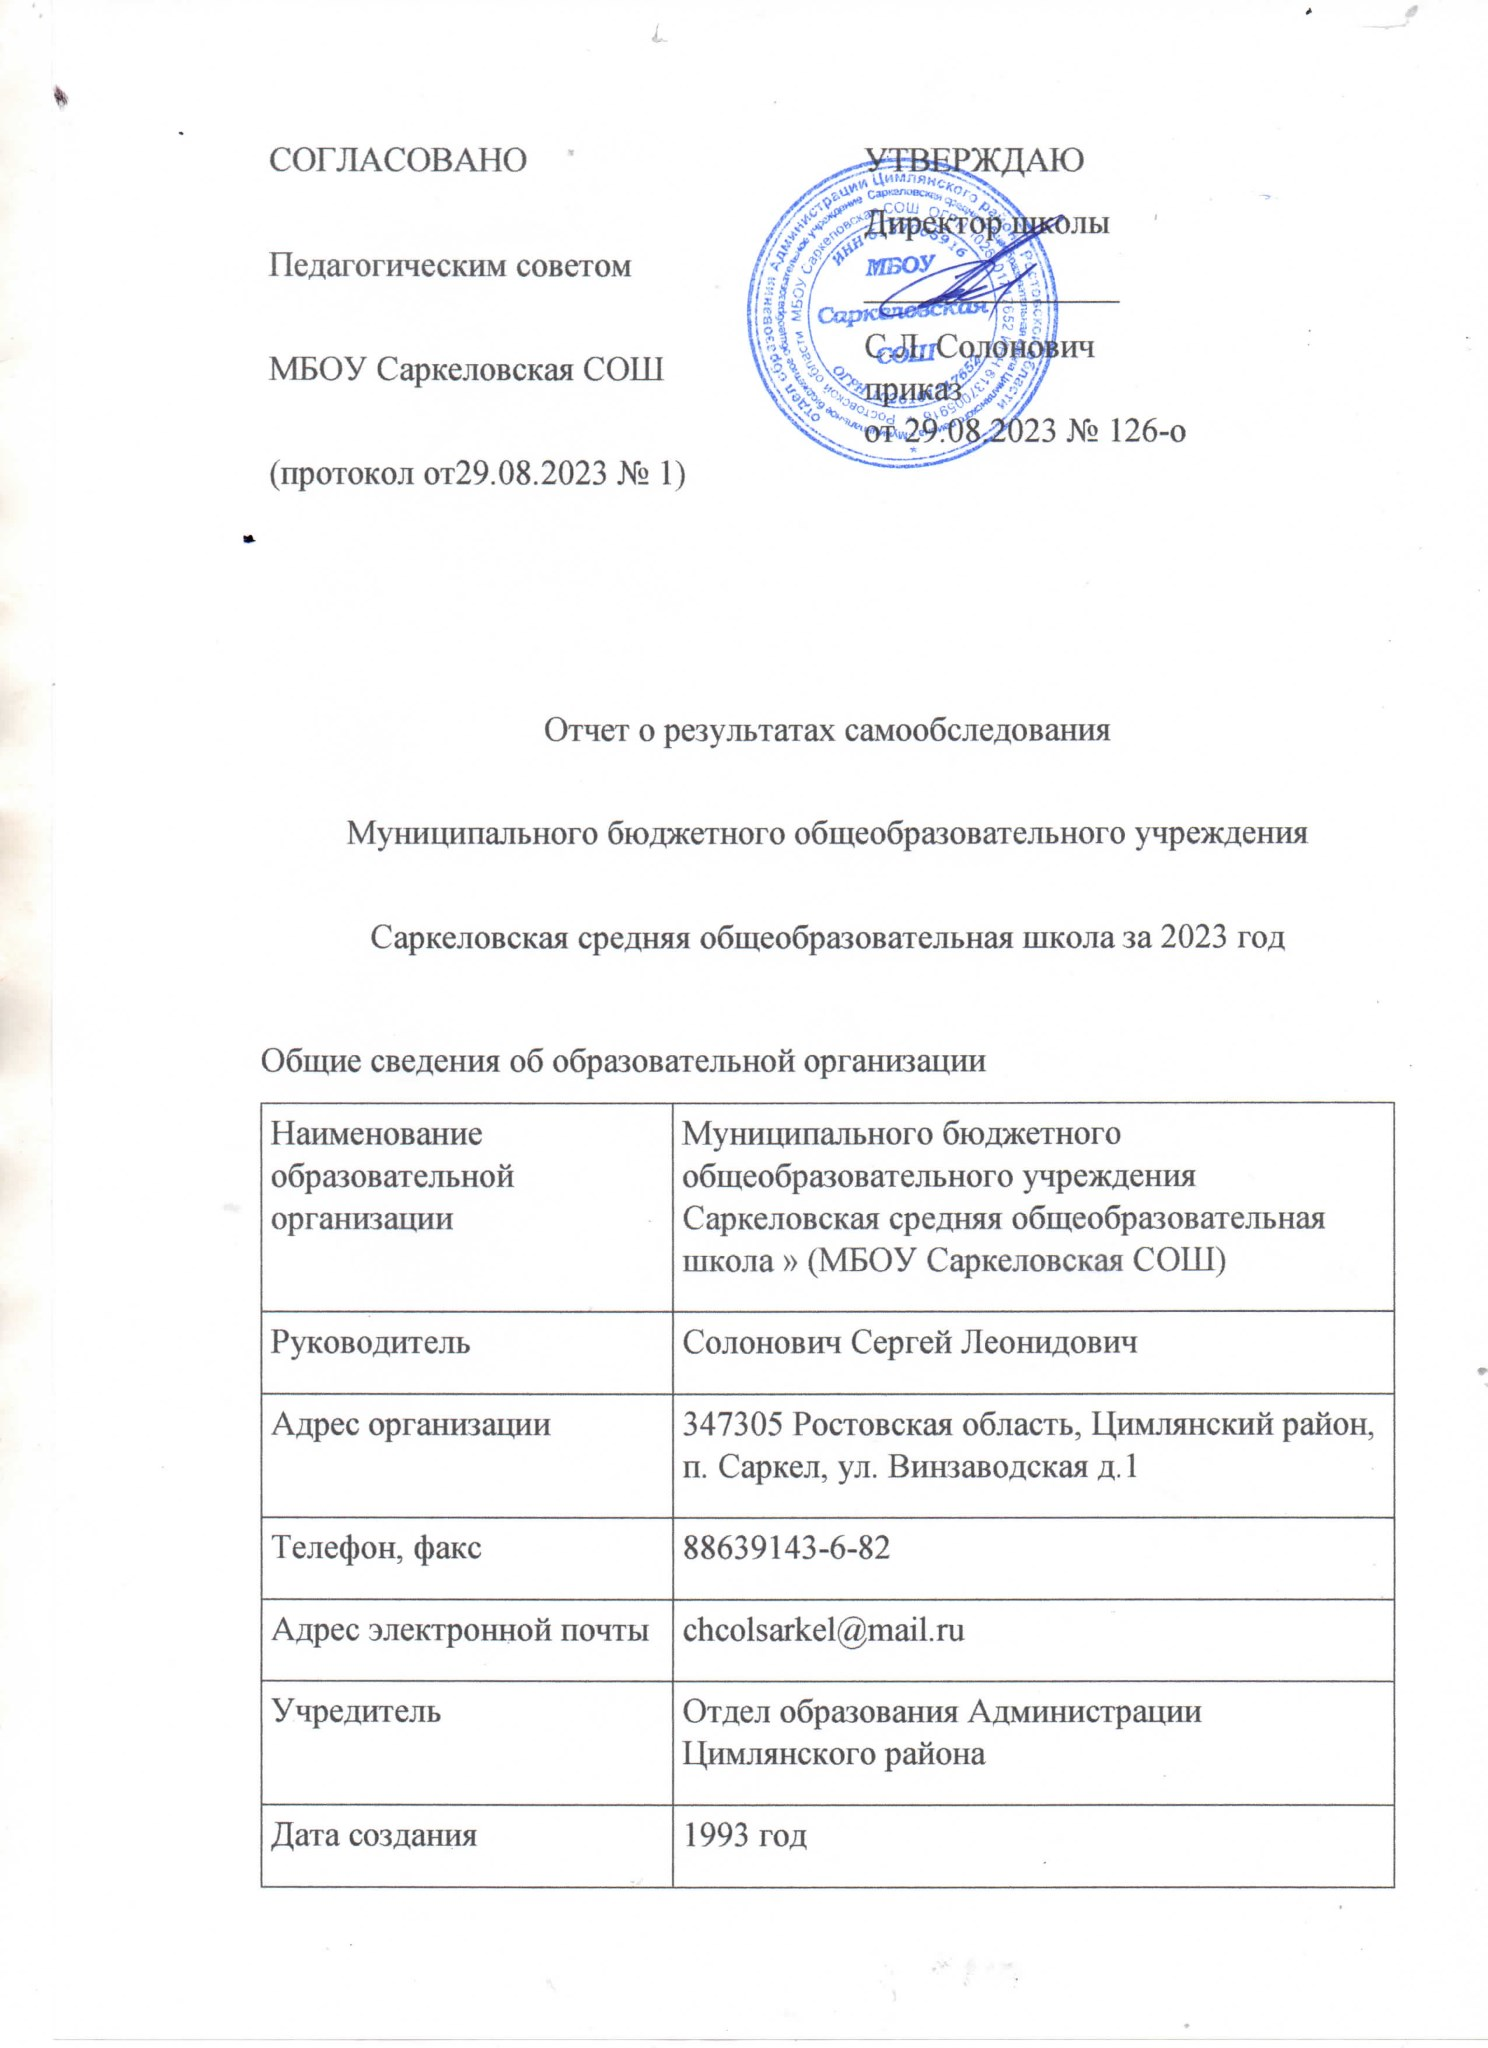 СОГЛАСОВАНО
Педагогическим советом
МБОУ Саркеловская СОШ
(протокол от29.08.2023 № 1)
УТВЕРЖДАЮ
Директор школы
С.Л. Солонович
приказ
от 29.08.2023 № 126-о
МБОУ
Саркеловская
СОШ
Отчет о результатах самообследования
Муниципального бюджетного общеобразовательного учреждения
Саркеловская средняя общеобразовательная школа за 2023 год
Общие сведения об образовательной организации
Наименование
образовательной
организации
Муниципального бюджетного
общеобразовательного учреждения
Саркеловская средняя общеобразовательная
школа » (МБОУ Саркеловская СОШ)
Руководитель
Солонович Сергей Леонидович
Адрес организации
347305 Ростовская область, Цимлянский район,
п. Саркел, ул. Винзаводская д.1
Телефон, факс
88639143-6-82
Адрес электронной почты
chcolsarkel@mail.ru
Учредитель
Отдел образования Администрации
Цимлянского района
Дата создания
1993 год